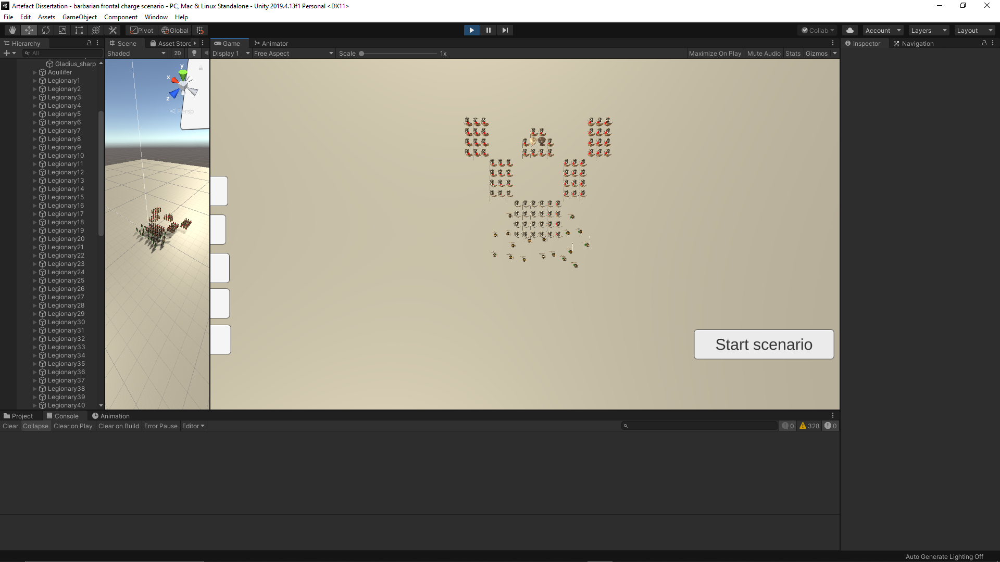 Artefact Dissertation - barbarian frontal charge scenario - PC, Mac & Linux Standalone - Unity 2019.4.13f1 Personal <DX11>
File Edit Assets GameObject Component Window Help
Pivot Global Collab Account Layers Layout
Hierarchy Scene Asset Store Game Animator Inspector Navigation
All Shaded 2D Display 1 Free Aspect Scale 1x Maximize On Play Mute Audio Stats Gizmos
Gladius_sharp
Aquilifer
Legionary1
Legionary2
Legionary3
Legionary4
Legionary5
Legionary6
Legionary7
Legionary8
Legionary9
Legionary10
Legionary11
Legionary12
Legionary13
Legionary14
Legionary15
Legionary16
Legionary17
Legionary18
Legionary19
Legionary20
Legionary21
Legionary22
Legionary23
Legionary24
Legionary25
Legionary26
Legionary27
Legionary28
Legionary29
Legionary30
Legionary31
Legionary32
Legionary33
Legionary34
Legionary35
Legionary36
Legionary37
Legionary38
Legionary39
Legionary40
y
x
z
Persp
Start scenario
Project Console Animation
Clear Collapse Clear on Play Clear on Build Error Pause Editor 0 328 0
Auto Generate Lighting Off